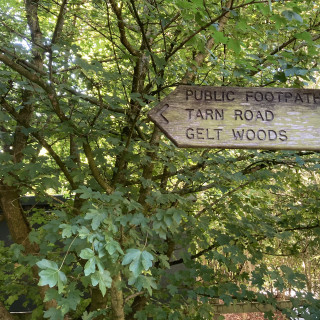 PUBLIC FOOTPATH
TARN ROAD
GELT WOODS